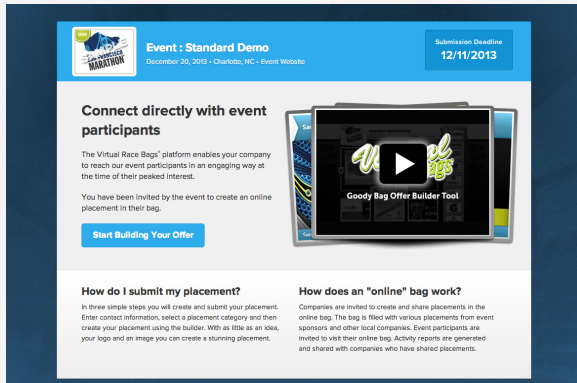 SAN FRANCISCO
MARATHON
Event : Standard Demo
December 20, 2013 • Charlotte, NC • Event Website
Submission Deadline
12/11/2013
Connect directly with event
participants
The Virtual Race Bags® platform enables your company
to reach our event participants in an engaging way at
the time of their peaked interest.
You have been invited by the event to create an online
placement in their bag.
Start Building Your Offer
Virtual
Bags
Goody Bag Offer Builder Tool
How do I submit my placement?
In three simple steps you will create and submit your placement.
Enter contact information, select a placement category and then
create your placement using the builder. With as little as an idea,
your logo and an image you can create a stunning placement.
How does an "online" bag work?
Companies are invited to create and share placements in the
online bag. The bag is filled with various placements from event
sponsors and other local companies. Event participants are
invited to visit their online bag. Activity reports are generated
and shared with companies who have shared placements.